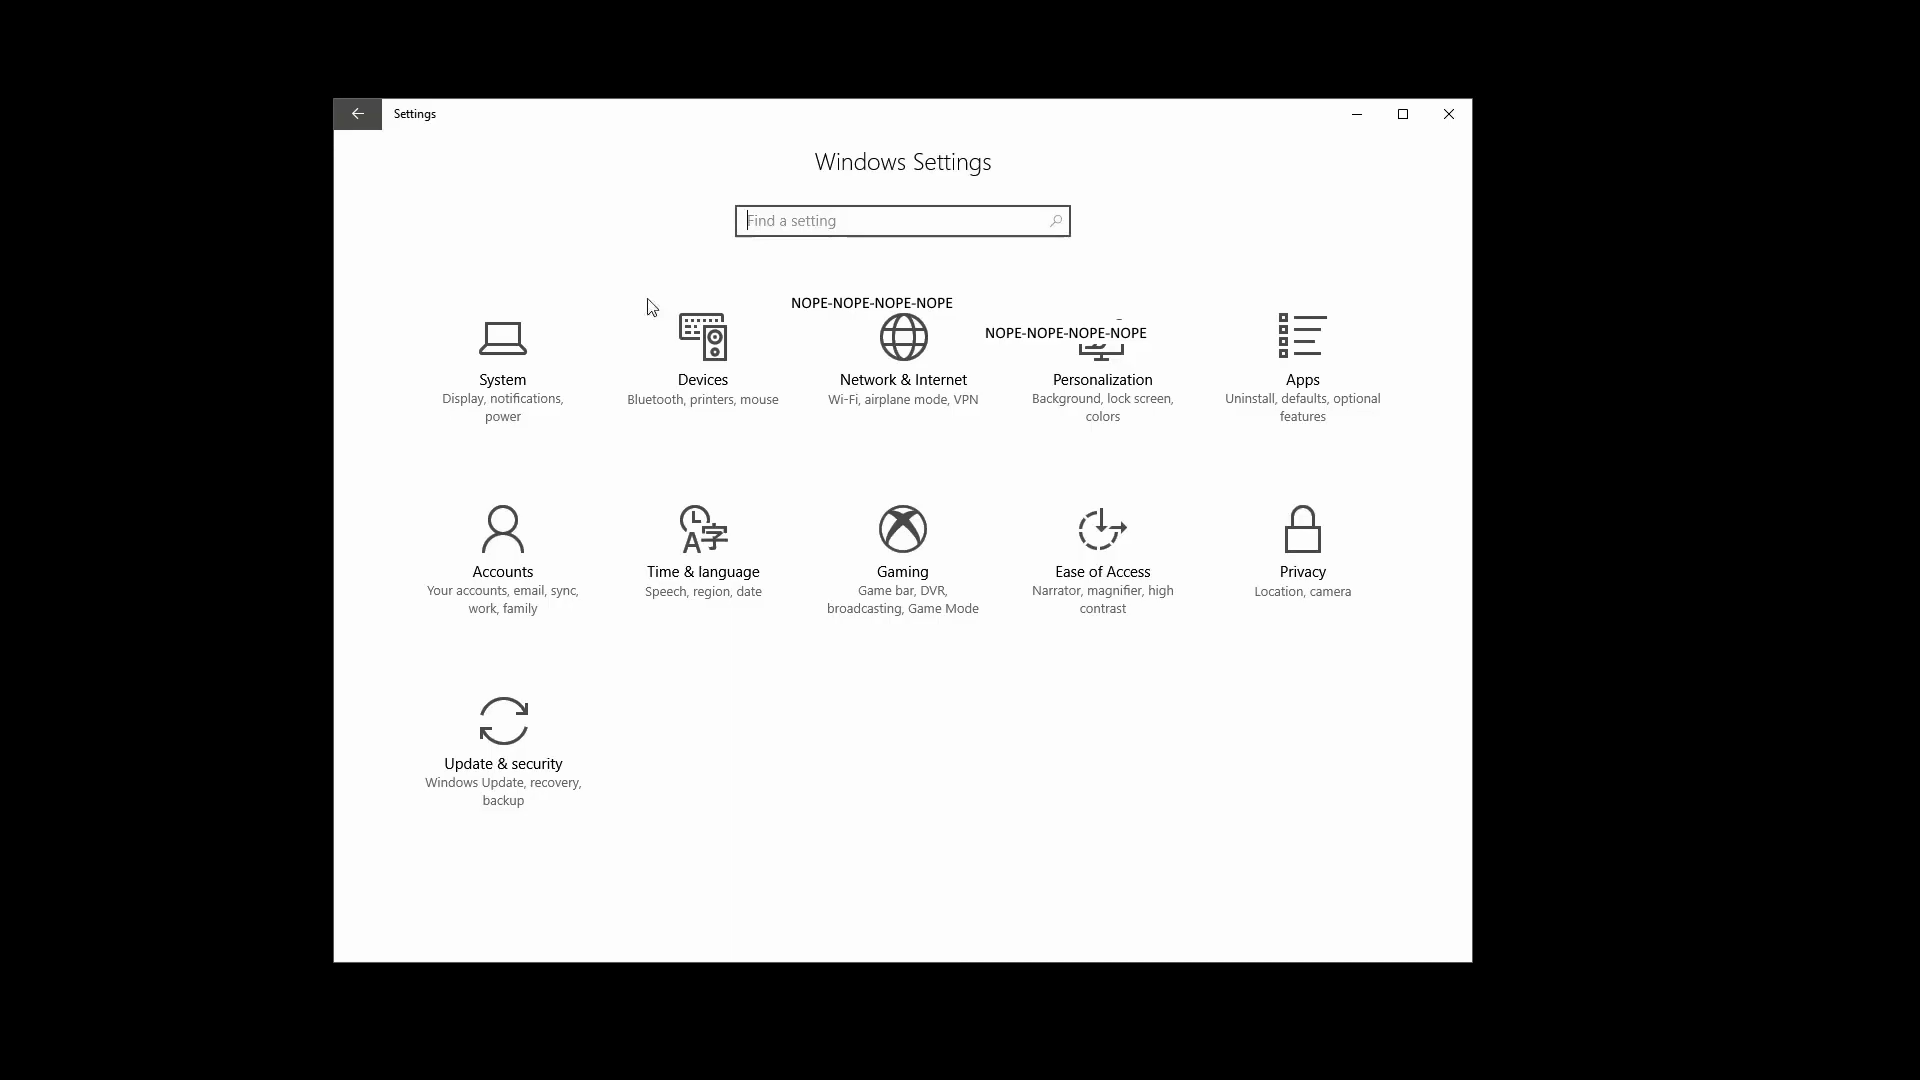 Settings
Windows Settings
Find a setting
NOPE-NOPE-NOPE-NOPE
NOPE-NOPE-NOPE-NOPE
System
Display, notifications,
power
Devices
Bluetooth, printers, mouse
Network & Internet
Wi-Fi, airplane mode, VPN
Personalization
Background, lock screen,
colors
Apps
Uninstall, defaults, optional
features
Accounts
Your accounts, email, sync,
work, family
Time & language
Speech, region, date
Gaming
Game bar, DVR,
broadcasting, Game Mode
Ease of Access
Narrator, magnifier, high
contrast
Privacy
Location, camera
Update & security
Windows Update, recovery,
backup